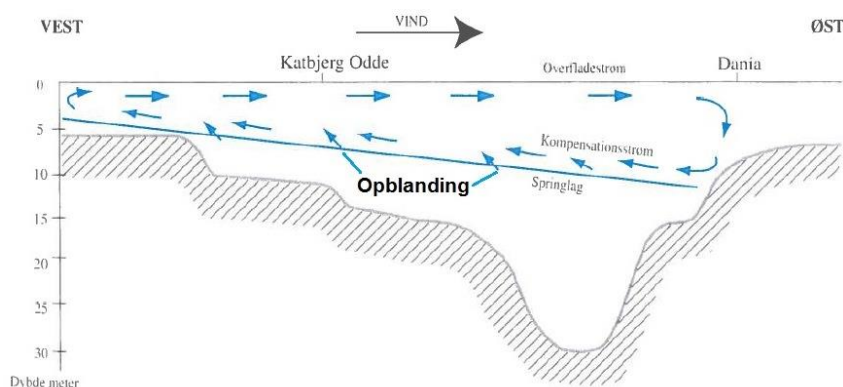 VEST
VIND
ØST
Katbjerg Odde
Overfladestrøm
Dania
0
5
10
15
20
25
30
Kompensationsstrøm
Opblanding
Springlag
Dybde meter